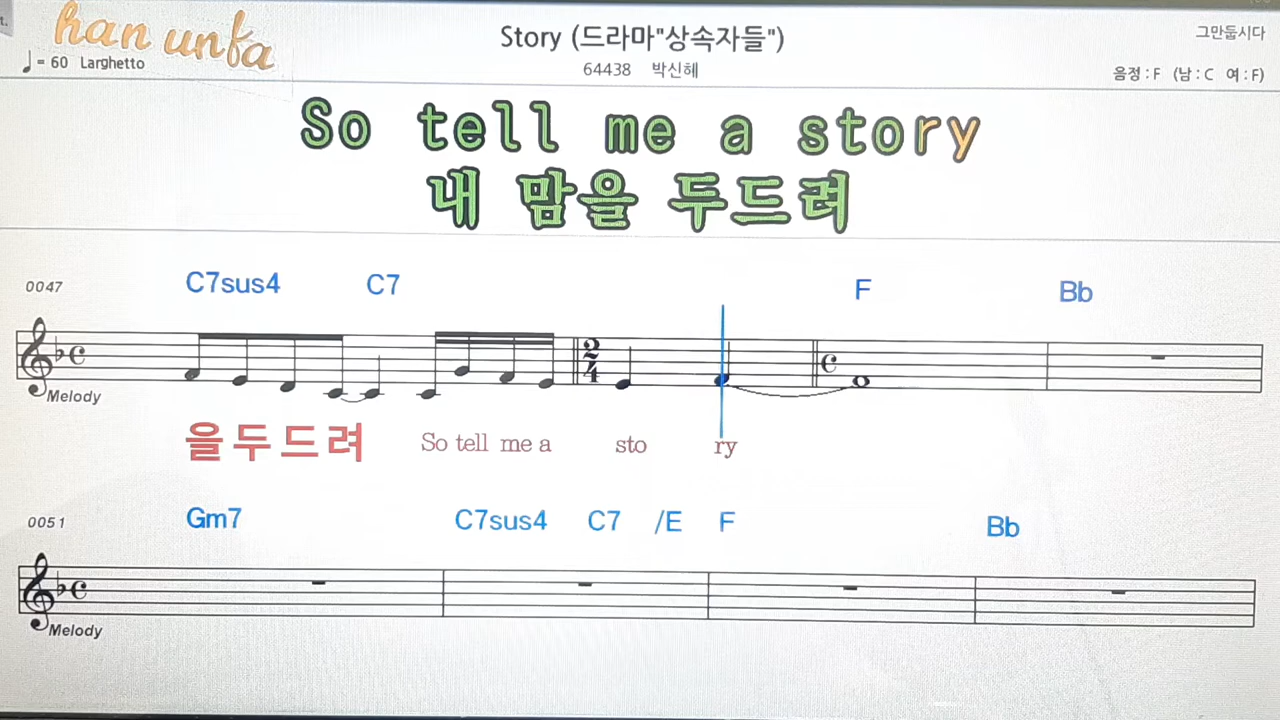 t.
han unfa
Story (드라마"상속자들")
그만둡시다
♩= 60 Larghetto
64438 박신혜
음정 : F (남 : C 여 : F)
So tell me a story
내 맘을 두드려
0047 C7sus4 C7 F Bb
2 4
Melody
을 두 드 려 So tell me a sto ry
0051 Gm7 C7sus4 C7 /E F Bb
Melody